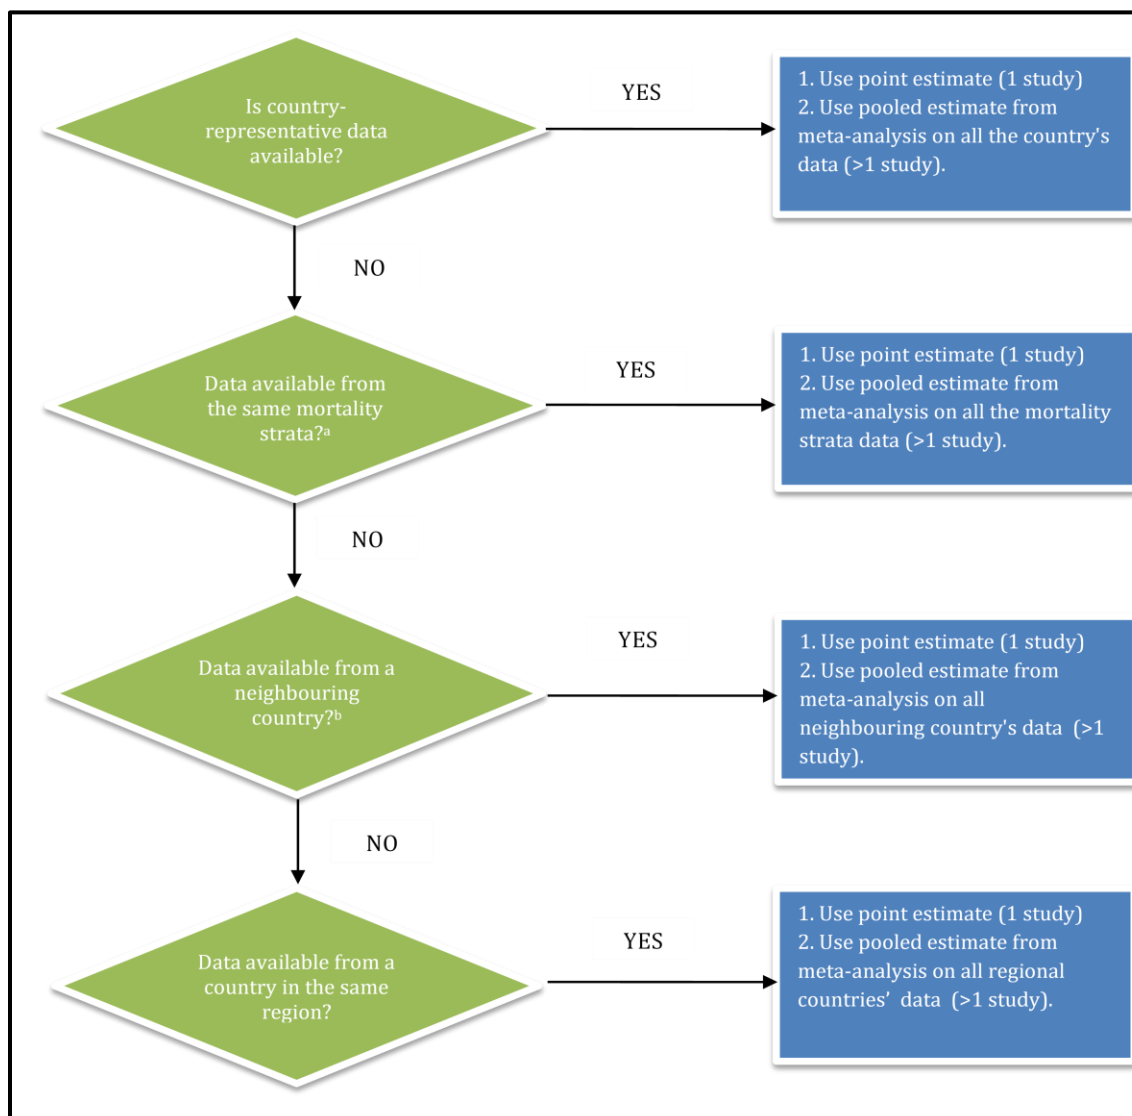 Is country-
representative data
available?
YES
1. Use point estimate (1 study)
2. Use pooled estimate from
meta-analysis on all the country's
data (>1 study).
NO
Data available from
the same mortality
strata?ᵃ
YES
1. Use point estimate (1 study)
2. Use pooled estimate from
meta-analysis on all the mortality
strata data (>1 study).
NO
Data available from a
neighbouring
country?ᵇ
YES
1. Use point estimate (1 study)
2. Use pooled estimate from
meta-analysis on all
neighbouring country's data (>1
study).
NO
Data available from a
country in the same
region?
YES
1. Use point estimate (1 study)
2. Use pooled estimate from
meta-analysis on all regional
countries’ data (>1 study).